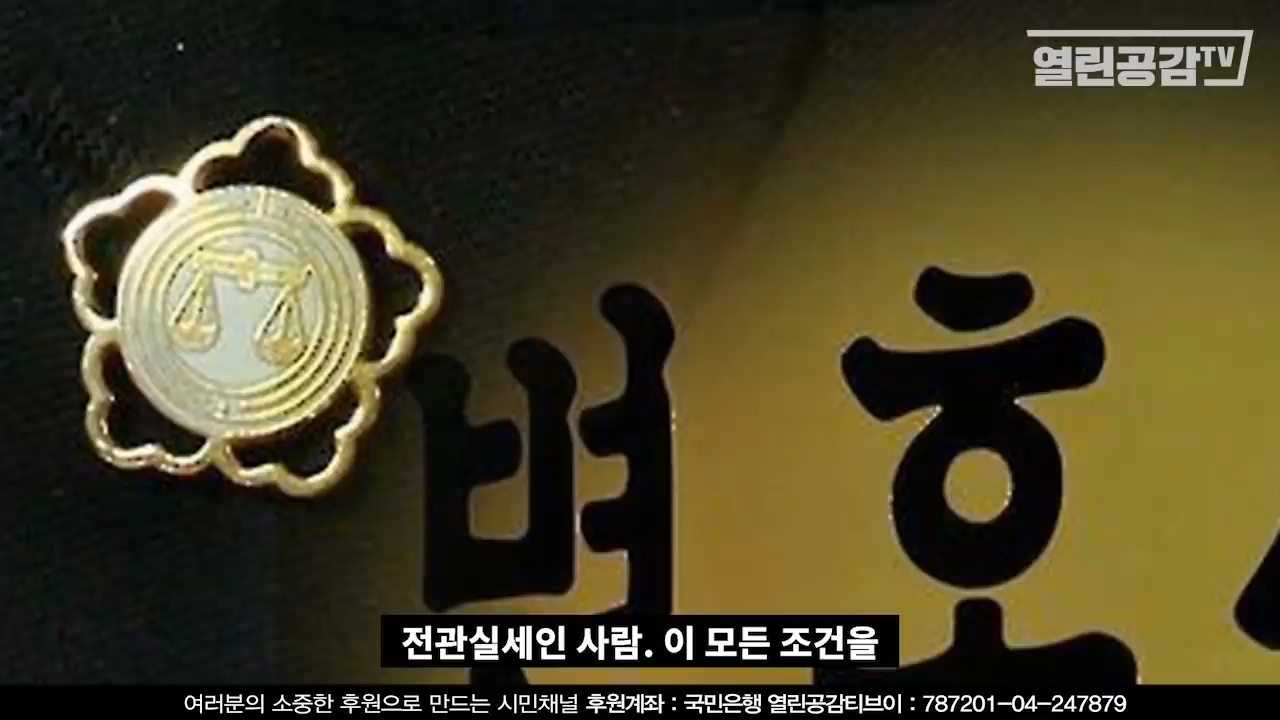 열린공감TV
변호
전관실세인 사람. 이 모든 조건을
여러분의 소중한 후원으로 만드는 시민채널 후원계좌 : 국민은행 열린공감티브이 : 787201-04-247879